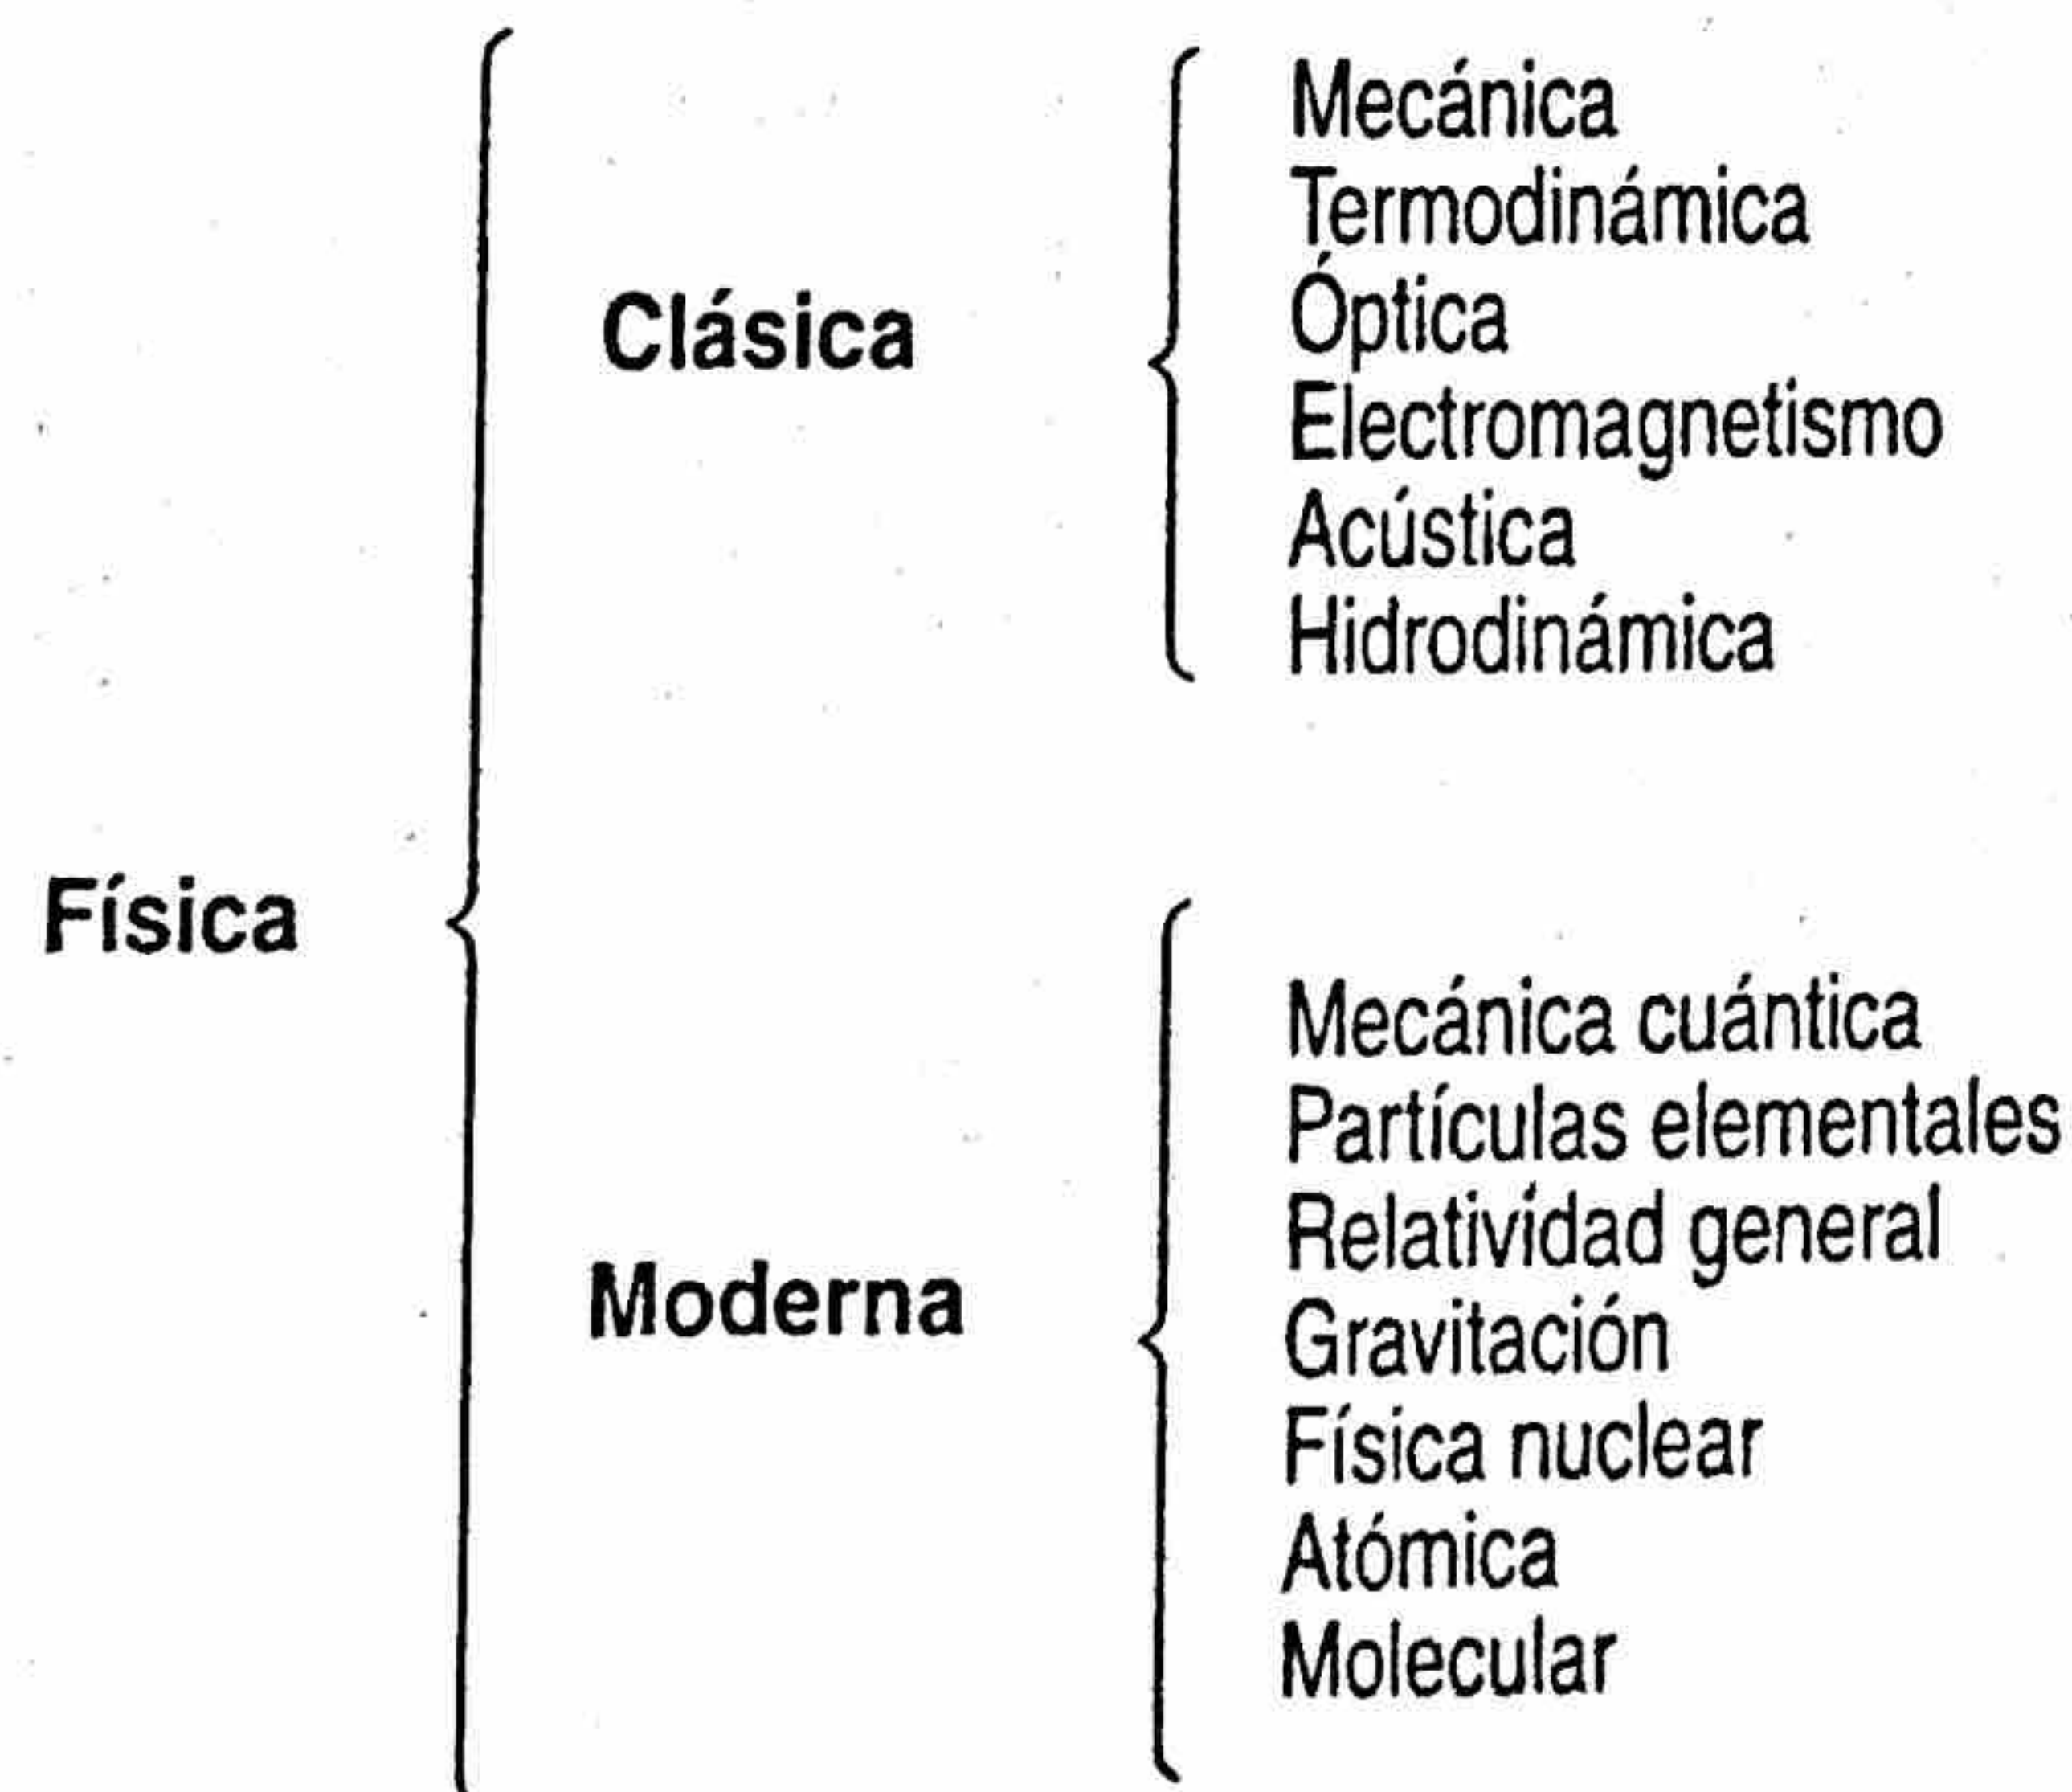 Física
Clásica
Mecánica
Termodinámica
Óptica
Electromagnetismo
Acústica
Hidrodinámica
Moderna
Mecánica cuántica
Partículas elementales
Relatividad general
Gravitación
Física nuclear
Atómica
Molecular